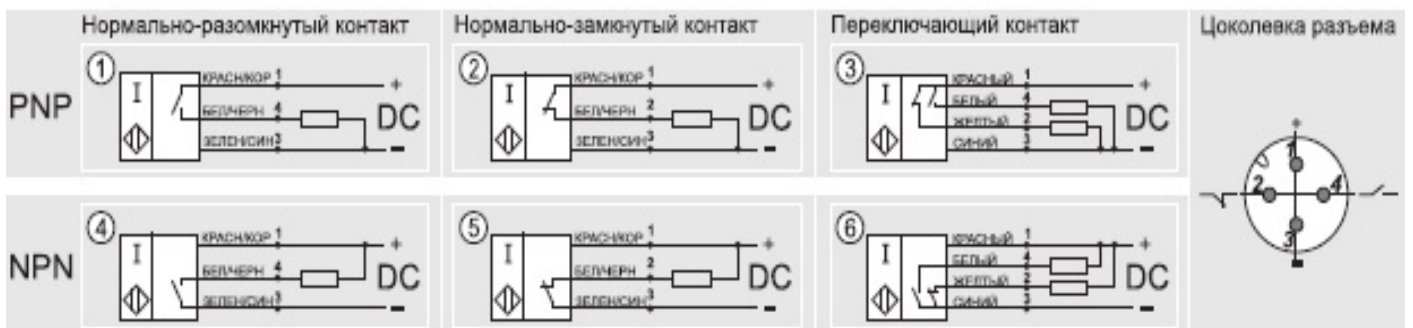 Нормально-разомкнутый контакт
Нормально-замкнутый контакт
Переключающий контакт
Цоколевка разъема
PNP
1
I
КРАСН/КОР 1
БЕЛ/ЧЕРН 4
ЗЕЛЕН/СИН 3
+
DC
-
2
I
КРАСН/КОР 1
БЕЛ/ЧЕРН 2
ЗЕЛЕН/СИН 3
+
DC
-
3
I
КРАСНЫЙ 1
БЕЛЫЙ 4
ЖЕЛТЫЙ 2
СИНИЙ 3
+
DC
-
NPN
4
I
КРАСН/КОР 1
БЕЛ/ЧЕРН 4
ЗЕЛЕН/СИН 3
+
DC
-
5
I
КРАСН/КОР 1
БЕЛ/ЧЕРН 2
ЗЕЛЕН/СИН 3
+
DC
-
6
I
КРАСНЫЙ 1
БЕЛЫЙ 4
ЖЕЛТЫЙ 2
СИНИЙ 3
+
DC
-
+
1
2
4
3
-